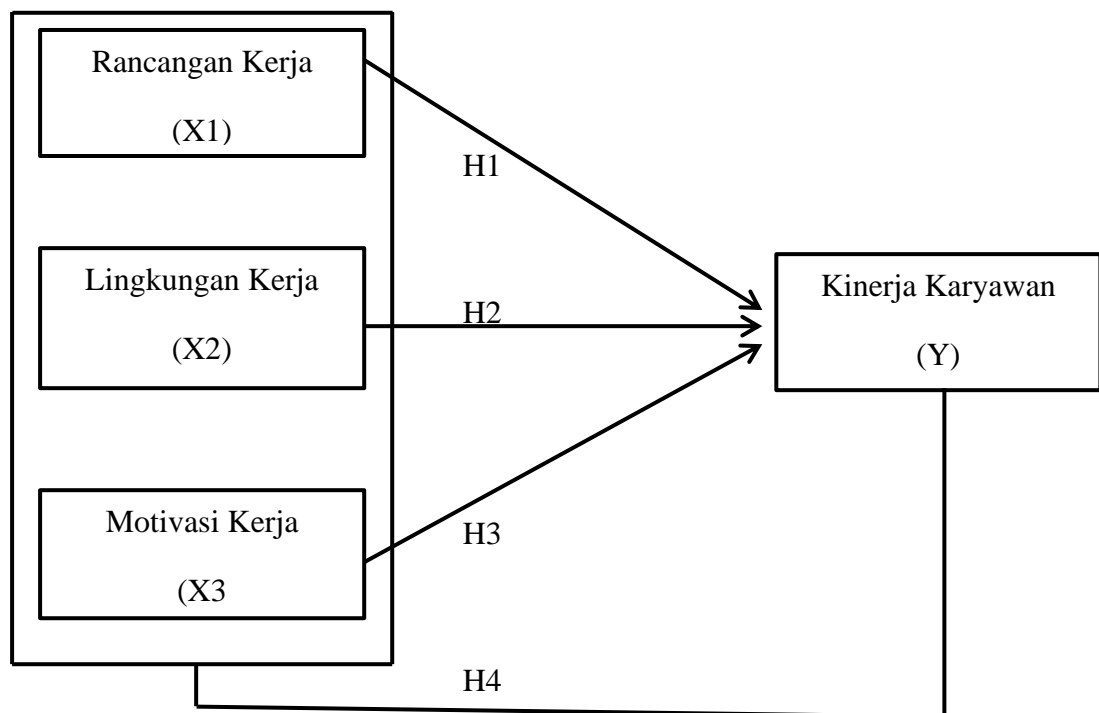 Rancangan Kerja
(X1)
H1
Lingkungan Kerja
(X2)
H2
Kinerja Karyawan
(Y)
Motivasi Kerja
(X3
H3
H4